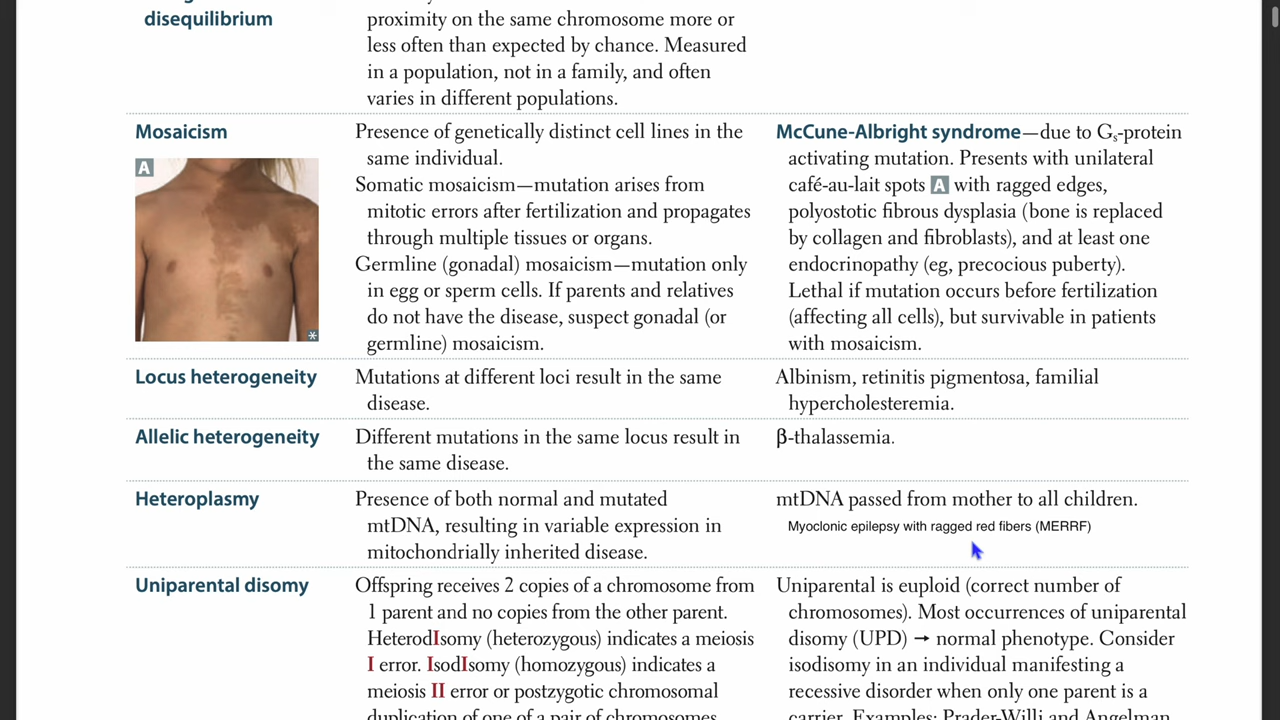 disequilibrium
proximity on the same chromosome more or
less often than expected by chance. Measured
in a population, not in a family, and often
varies in different populations.
Mosaicism
A
Presence of genetically distinct cell lines in the
same individual.
Somatic mosaicism—mutation arises from
mitotic errors after fertilization and propagates
through multiple tissues or organs.
Germline (gonadal) mosaicism—mutation only
in egg or sperm cells. If parents and relatives
do not have the disease, suspect gonadal (or
germline) mosaicism.
McCune-Albright syndrome—due to Gs-protein
activating mutation. Presents with unilateral
café-au-lait spots A with ragged edges,
polyostotic fibrous dysplasia (bone is replaced
by collagen and fibroblasts), and at least one
endocrinopathy (eg, precocious puberty).
Lethal if mutation occurs before fertilization
(affecting all cells), but survivable in patients
with mosaicism.
Locus heterogeneity
Mutations at different loci result in the same
disease.
Albinism, retinitis pigmentosa, familial
hypercholesteremia.
Allelic heterogeneity
Different mutations in the same locus result in
the same disease.
β-thalassemia.
Heteroplasmy
Presence of both normal and mutated
mtDNA, resulting in variable expression in
mitochondrially inherited disease.
mtDNA passed from mother to all children.
Myoclonic epilepsy with ragged red fibers (MERRF)
Uniparental disomy
Offspring receives 2 copies of a chromosome from
1 parent and no copies from the other parent.
HeterodIsomy (heterozygous) indicates a meiosis
I error. IsodIsomy (homozygous) indicates a
meiosis II error or postzygotic chromosomal
duplication of one of a pair of chromosomes
Uniparental is euploid (correct number of
chromosomes). Most occurrences of uniparental
disomy (UPD) → normal phenotype. Consider
isodisomy in an individual manifesting a
recessive disorder when only one parent is a
carrier. Examples: Prader-Willi and Angelman